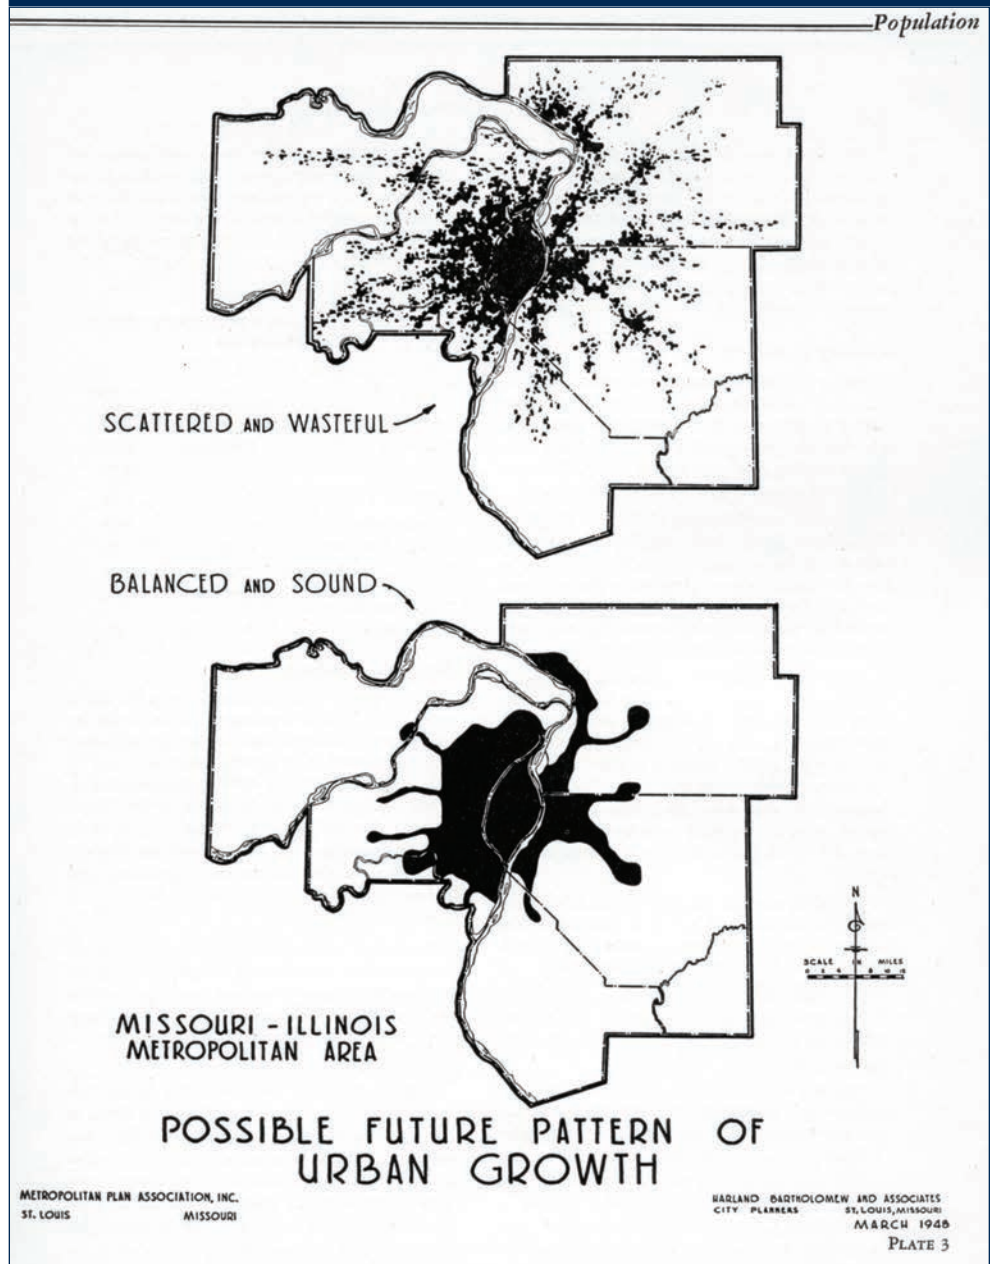 Population
SCATTERED AND WASTEFUL
BALANCED AND SOUND
N
SCALE IN MILES
MISSOURI - ILLINOIS
METROPOLITAN AREA
POSSIBLE FUTURE PATTERN OF
URBAN GROWTH
METROPOLITAN PLAN ASSOCIATION, INC.
ST. LOUIS MISSOURI
HARLAND BARTHOLOMEW AND ASSOCIATES
CITY PLANNERS ST. LOUIS, MISSOURI
MARCH 1948
PLATE 3